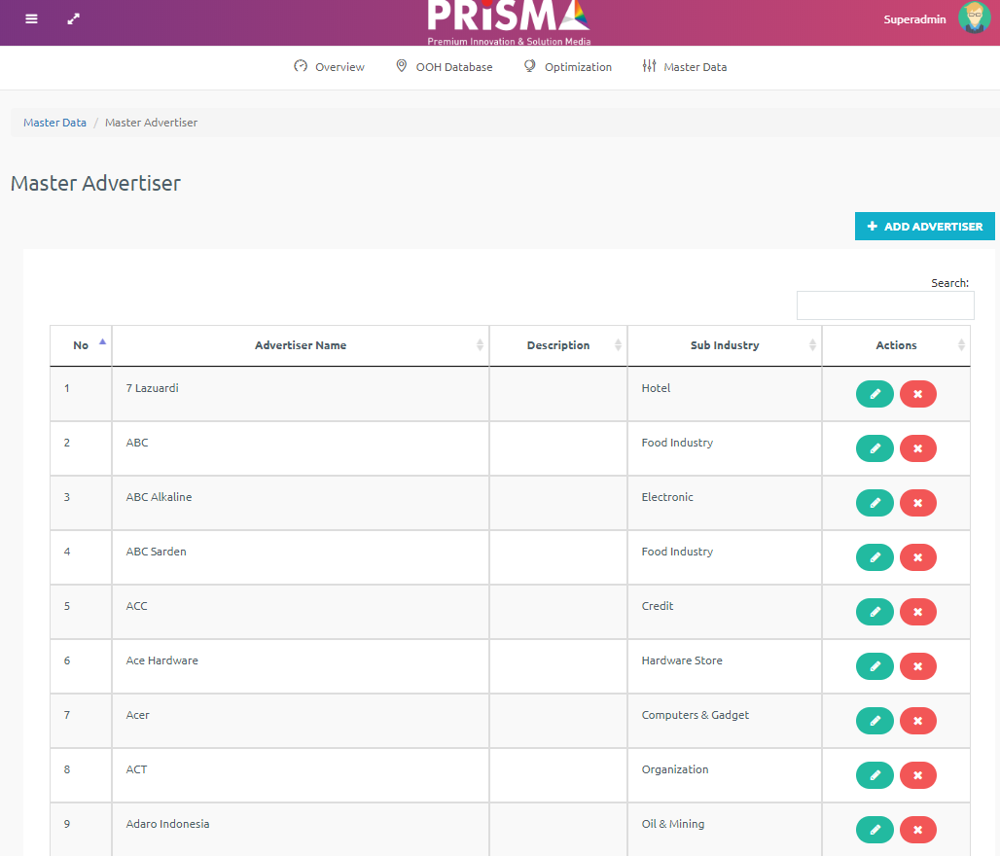 PRiSMA
Premium Innovation & Solution Media
Superadmin
Overview
OOH Database
Optimization
Master Data
Master Data / Master Advertiser
Master Advertiser
+ ADD ADVERTISER
Search:
No Advertiser Name Description Sub Industry Actions
1 7 Lazuardi Hotel
2 ABC Food Industry
3 ABC Alkaline Electronic
4 ABC Sarden Food Industry
5 ACC Credit
6 Ace Hardware Hardware Store
7 Acer Computers & Gadget
8 ACT Organization
9 Adaro Indonesia Oil & Mining